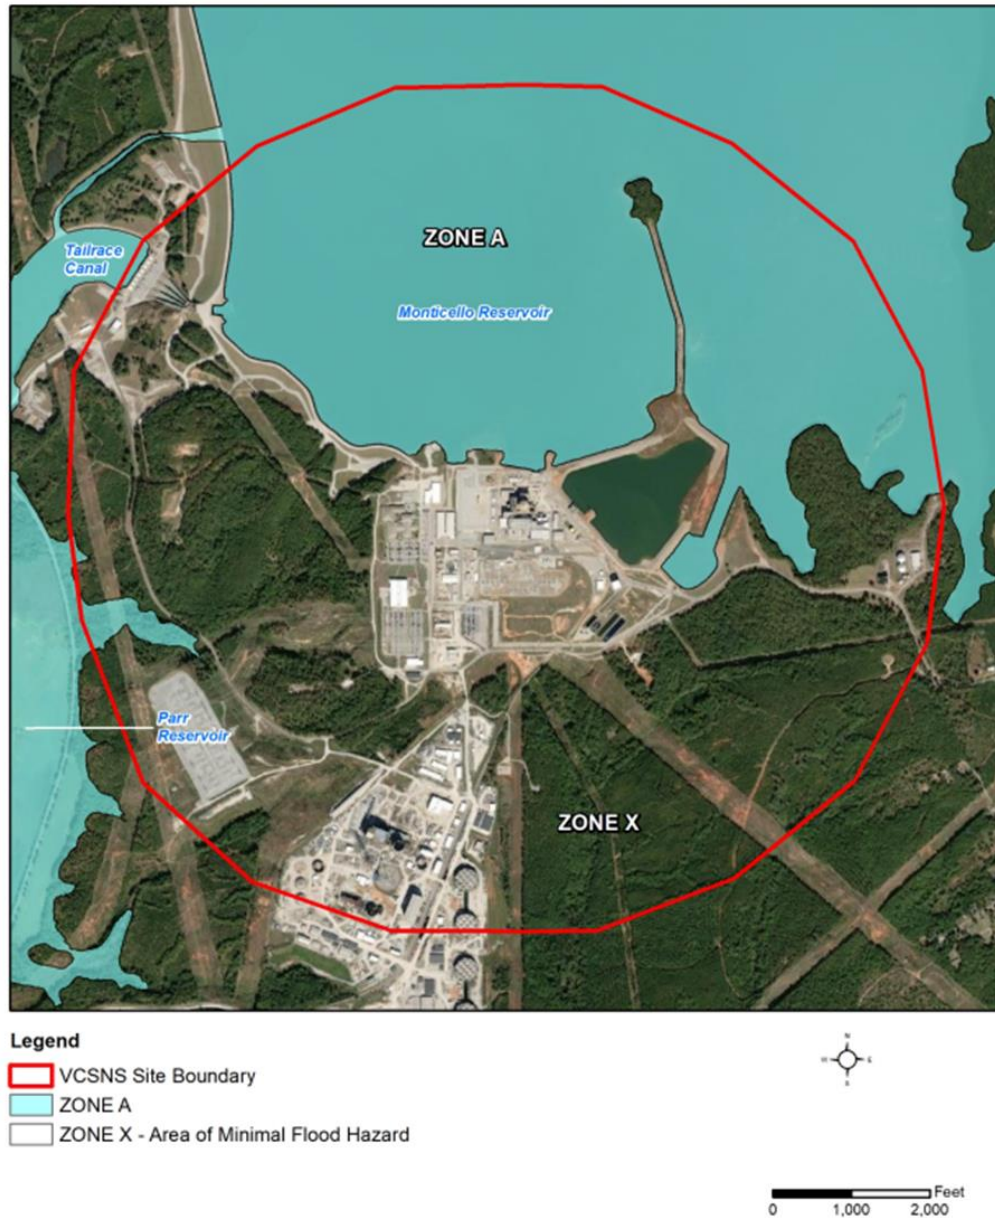 ZONE A
Tailrace
Canal
Monticello Reservoir
Parr
Reservoir
ZONE X
Legend
VCSNS Site Boundary
ZONE A
ZONE X - Area of Minimal Flood Hazard
N
W E
S
Feet
0 1,000 2,000